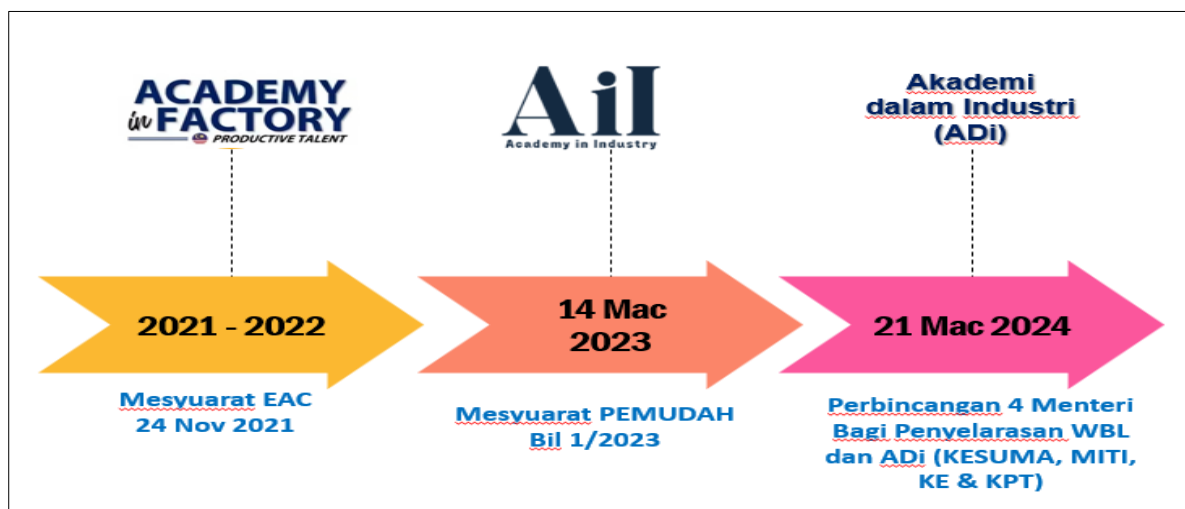 ACADEMY
in FACTORY
PRODUCTIVE TALENT
AiI
Academy in Industry
Akademi
dalam Industri
(ADi)
2021 - 2022
14 Mac
2023
21 Mac 2024
Mesyuarat EAC
24 Nov 2021
Mesyuarat PEMUDAH
Bil 1/2023
Perbincangan 4 Menteri
Bagi Penyelarasan WBL
dan ADi (KESUMA, MITI,
KE & KPT)